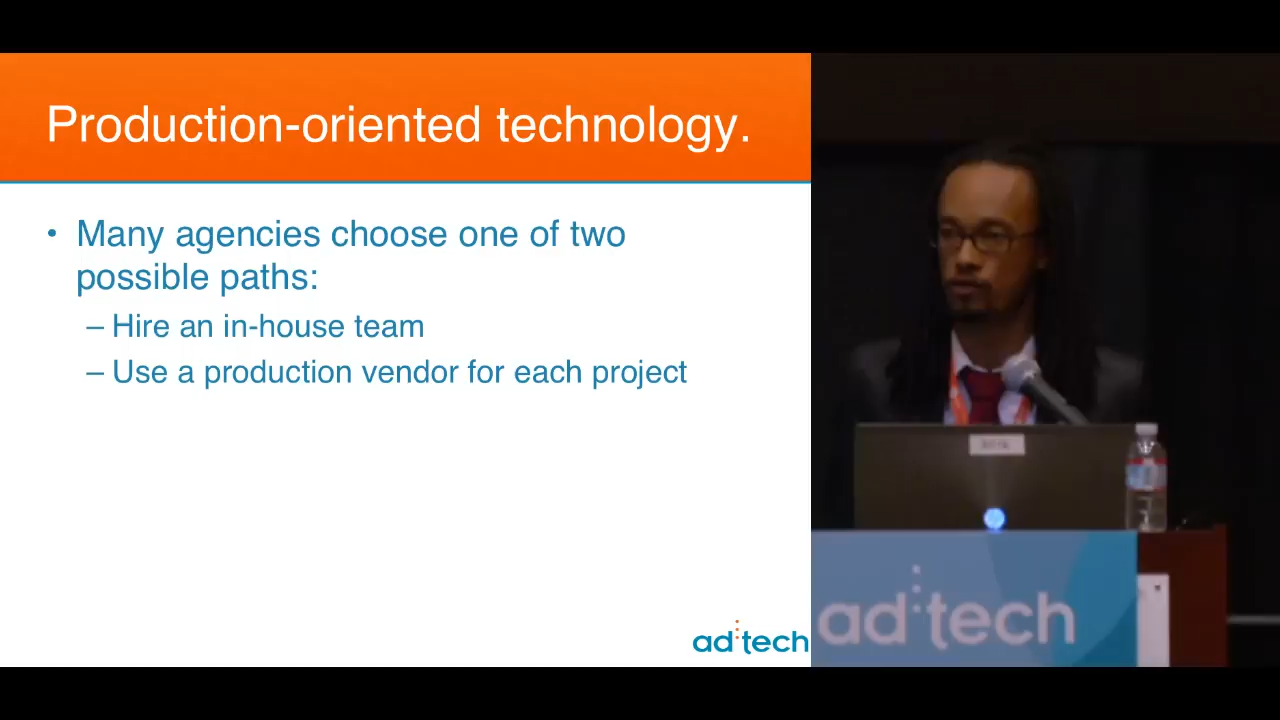 Production-oriented technology.
• Many agencies choose one of two
possible paths:
– Hire an in-house team
– Use a production vendor for each project
ad:tech
ad:tech